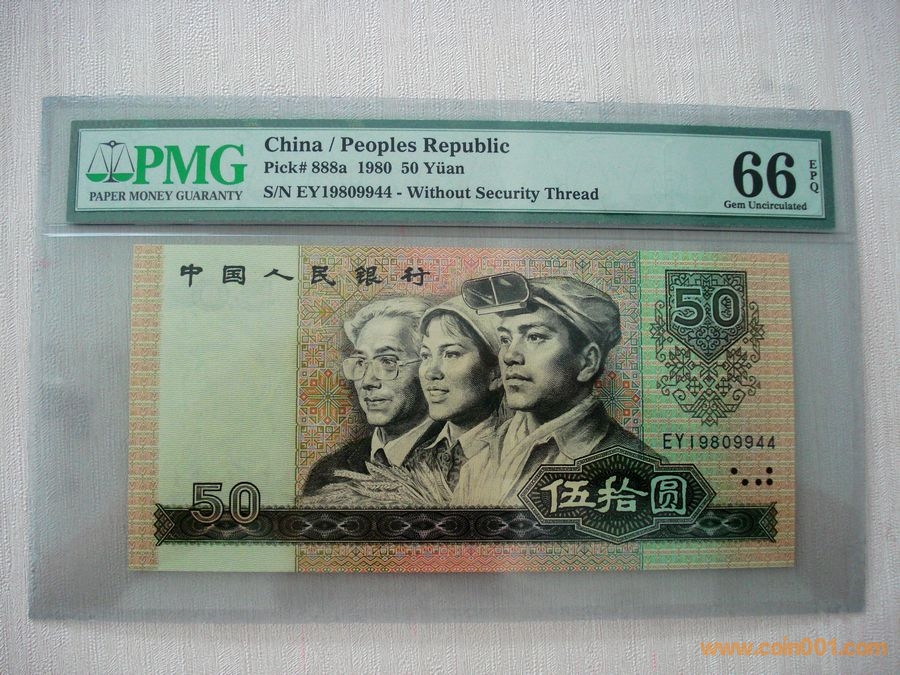 PMG
PAPER MONEY GUARANTY
China / Peoples Republic
Pick# 888a 1980 50 Yüan
S/N EY19809944 - Without Security Thread
66
EPQ
Gem Uncirculated
中国人民银行
50
EY19809944
50
伍拾圆
www.coin001.com